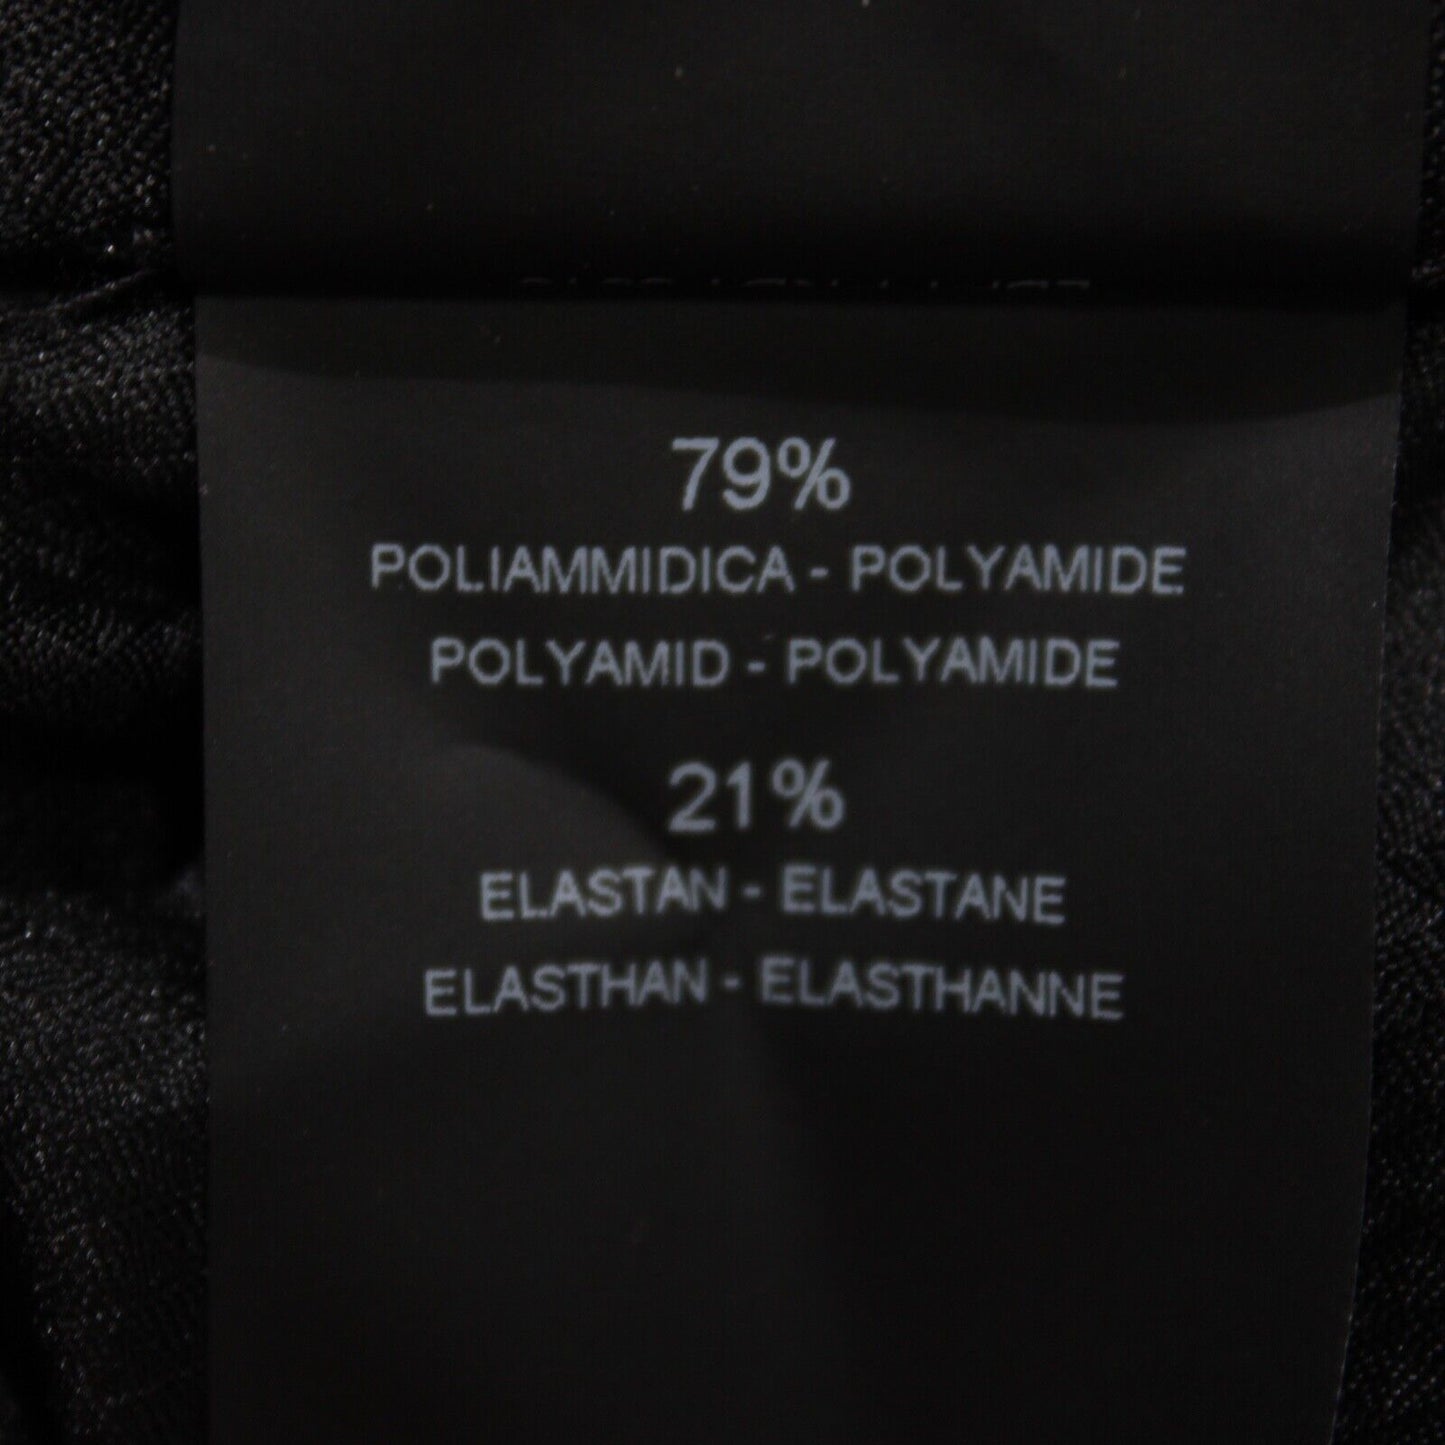 79%
POLIAMMIDICA - POLYAMIDE
POLYAMID - POLYAMIDE
21%
ELASTAN - ELASTANE
ELASTHAN - ELASTHANNE